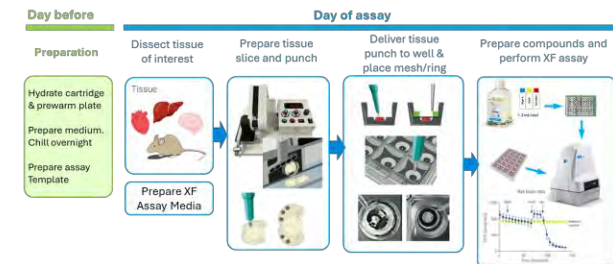 Day before
Day of assay
Preparation
Hydrate cartridge
& prewarm plate
Prepare medium.
Chill overnight
Prepare assay
Template
Dissect tissue
of interest
Tissue
Prepare XF
Assay Media
Prepare tissue
slice and punch
Deliver tissue
punch to well &
place mesh/ring
Prepare compounds and
perform XF assay